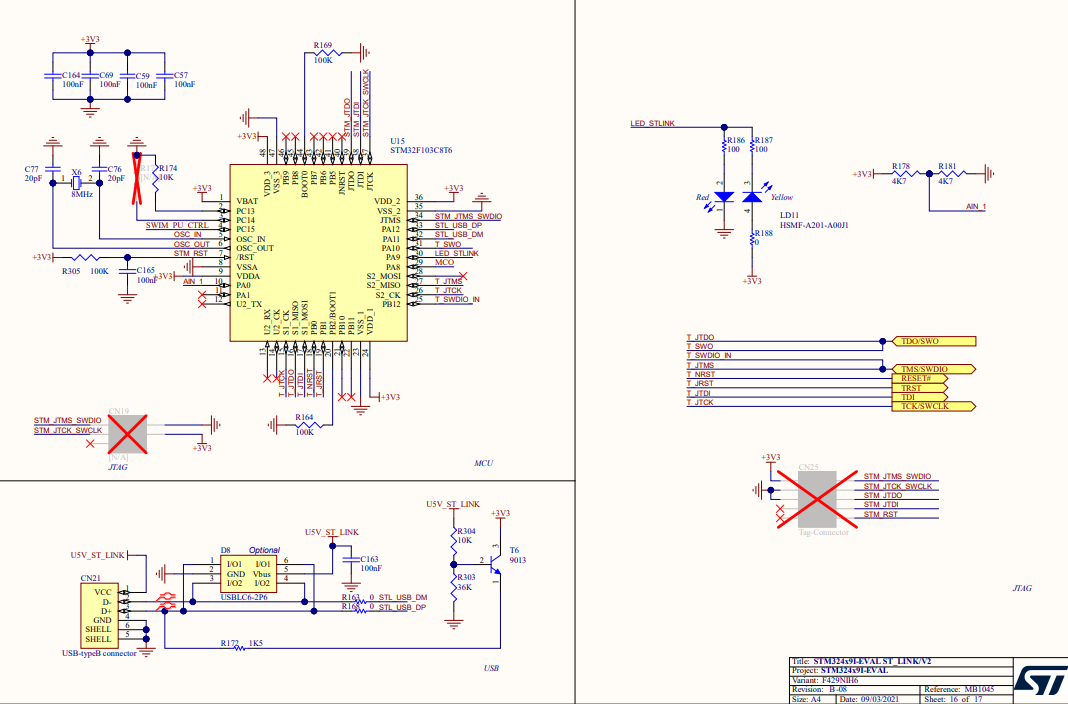 +3V3
C164
100nF
C69
100nF
C59
100nF
C57
100nF
R169
100K
STM_JTDO
STM_JTDI
STM_JTCK_SWCLK
U15
STM32F103C8T6
+3V3
C77
20pF
X6
1
2
8MHz
C76
20pF
R174
10K
+3V3
SWIM_PU_CTRL
OSC_IN
OSC_OUT
STM_RST
+3V3
R305
100K
C165
100nF
+3V3
AIN_1
48
47
46
45
44
43
42
41
40
39
38
37
VDD_3
VSS_3
PB9
PB8
BOOT0
PB7
PB6
PB5
JNRST
JTDO
JTDI
JTCK
1 VBAT
2 PC13
3 PC14
4 PC15
5 OSC_IN
6 OSC_OUT
7 /RST
8 VSSA
9 VDDA
10 PA0
11 PA1
12 U2_TX
VDD_2 36 +3V3
VSS_2 35
JTMS 34 STM_JTMS_SWDIO
PA12 33 STL_USB_DP
PA11 32 STL_USB_DM
PA10 31 T_SWO
PA9 30 LED_STLINK
PA8 29 MCO
S2_MOSI 28
S2_MISO 27 T_JTMS
S2_CK 26 T_JTCK
PB12 25 T_SWDIO_IN
U2_RX
U2_CK
S1_CK
S1_MISO
S1_MOSI
PB0
PB1
PB2/BOOT1
PB10
PB11
VSS_1
VDD_1
13
14
15
16
17
18
19
20
21
22
23
24
T_JTCK
T_JTDO
T_JTDI
T_NRST
T_JRST
+3V3
R164
100K
CN19
STM_JTMS_SWDIO
STM_JTCK_SWCLK
[N/A]
JTAG
+3V3
MCU
LED_STLINK
R186
100
R187
100
2
1
3
4
Red
Yellow
LD11
HSMF-A201-A00J1
R188
0
+3V3
+3V3
R178
4K7
R181
4K7
AIN_1
T_JTDO
T_SWO
TDO/SWO
T_SWDIO_IN
T_JTMS
TMS/SWDIO
T_NRST
RESET#
T_JRST
TRST
T_JTDI
TDI
T_JTCK
TCK/SWCLK
+3V3
CN25
STM_JTMS_SWDIO
STM_JTCK_SWCLK
STM_JTDO
STM_JTDI
STM_RST
Tag-Connector
JTAG
U5V_ST_LINK
CN21
VCC 1
D- 2
D+ 3
GND 4
SHELL 6
SHELL 5
USB-typeB connector
D8
Optional
1 I/O1 I/O1 6
2 GND Vbus 5
3 I/O2 I/O2 4
USBLC6-2P6
U5V_ST_LINK
C163
100nF
0 STL_USB_DM
0 STL_USB_DP
R172
1K5
U5V_ST_LINK
R304
10K
R303
36K
+3V3
T6
9013
3
2
1
USB
Title: STM324x9I-EVAL ST_LINK/V2
Project: STM324x9I-EVAL
Variant: F429NIH6
Revision: B-08
Reference: MB1045
Size: A4
Date: 09/03/2021
Sheet: 16 of 17
ST